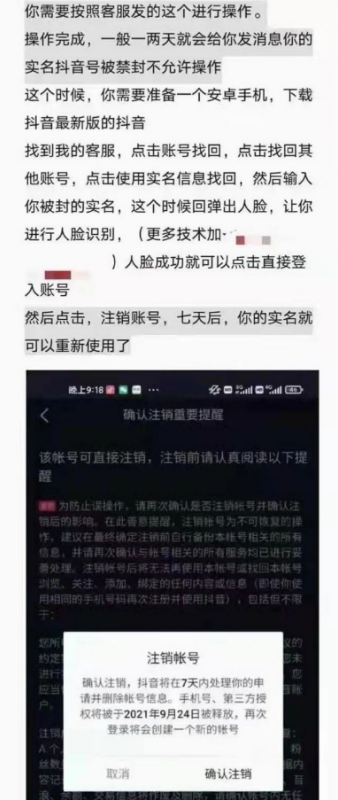 你需要按照客服发的这个进行操作。
操作完成，一般一两天就会给你发消息你的
实名抖音号被禁封不允许操作
这个时候，你需要准备一个安卓手机，下载
抖音最新版的抖音
找到我的客服，点击账号找回，点击找回其
他账号，点击使用实名信息找回，然后输入
你被封的实名，这个时候回弹出人脸，让你
进行人脸识别，（更多技术加
）人脸成功就可以点击直接登
入账号
然后点击，注销账号，七天后，你的实名就
可以重新使用了
晚上9:18
确认注销重要提醒
该帐号可直接注销，注销前请认真阅读以下提
醒
为防止误操作，请再次确认是否注销帐号并确认注
销后的影响。在此善意提醒，注销帐号为不可恢复的操
作，建议在最终确定注销前自行备份本帐号相关的所有
信息，并请再次确认与帐号相关的所有服务均已进行妥
善处理。注销帐号后将无法再使用本帐号或找回本帐号
浏览、关注、添加、绑定的任何内容或信息（即使你使
用相同的手机号码再次注册并使用抖音），包括但不限
于：
注销帐号
确认注销，抖音将在7天内处理你的申
请并删除帐号信息。手机号、第三方授
权将被于2021年9月24日被释放，再次
登录将会创建一个新的帐号
取消
确认注销